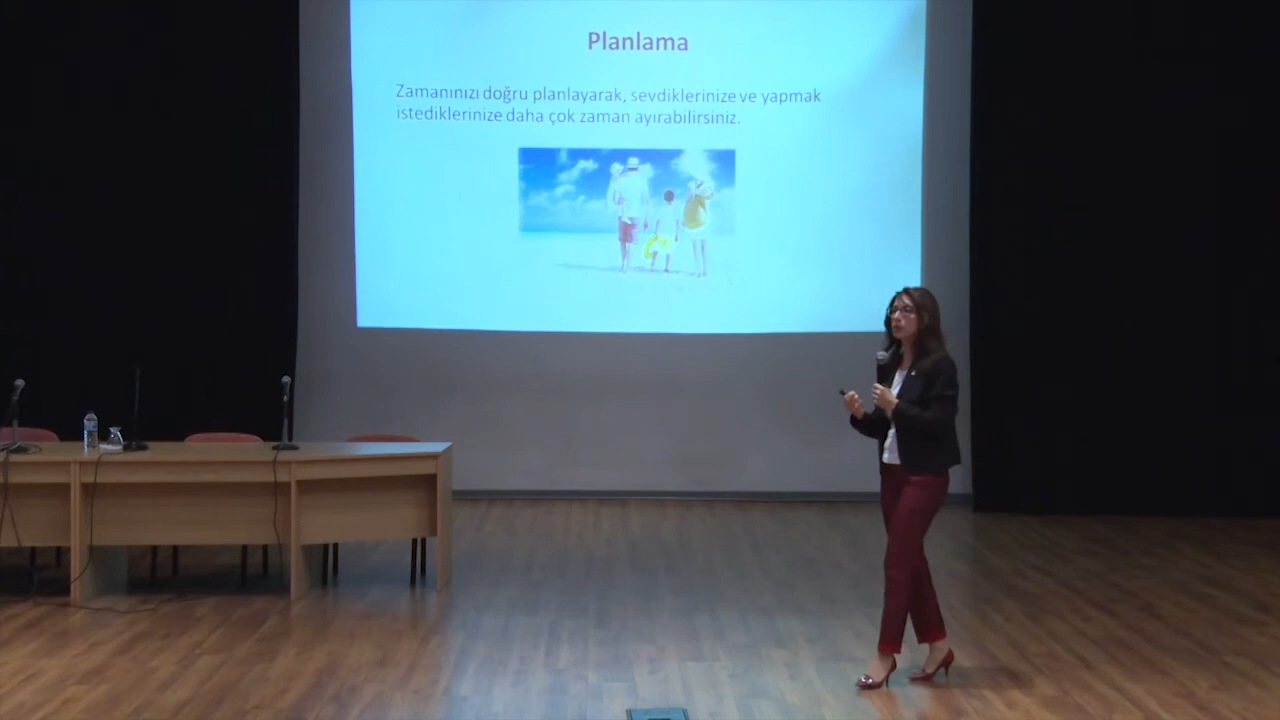 Planlama
Zamanınızı doğru planlayarak, sevdiklerinize ve yapmak
istediklerinize daha çok zaman ayırabilirsiniz.